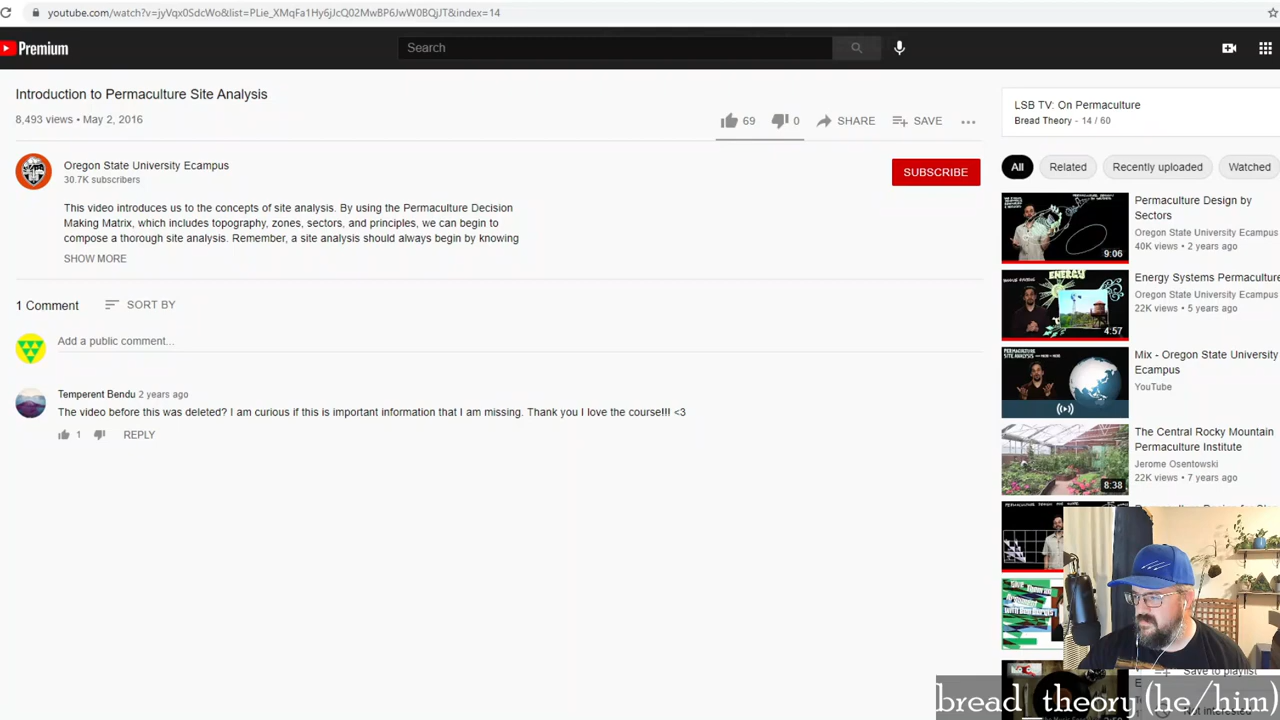 youtube.com/watch?v=jyVqx0SdcWo&list=PLie_XMqFa1Hy6jJcQ02MwBP6JwW0BQjJT&index=14
Premium
Search
Introduction to Permaculture Site Analysis
8,493 views • May 2, 2016
69
0
SHARE
SAVE
Oregon State University Ecampus
30.7K subscribers
SUBSCRIBE
This video introduces us to the concepts of site analysis. By using the Permaculture Decision
Making Matrix, which includes topography, zones, sectors, and principles, we can begin to
compose a thorough site analysis. Remember, a site analysis should always begin by knowing
SHOW MORE
1 Comment
SORT BY
Add a public comment...
Temperent Bendu 2 years ago
The video before this was deleted? I am curious if this is important information that I am missing. Thank you I love the course!!! <3
1
REPLY
LSB TV: On Permaculture
Bread Theory - 14 / 60
All
Related
Recently uploaded
Watched
Permaculture Design by
Sectors
Oregon State University Ecampus
40K views • 2 years ago
9:06
Energy Systems Permaculture
Oregon State University Ecampus
22K views • 5 years ago
ENERGY
4:57
Mix - Oregon State University
Ecampus
YouTube
PERMACULTURE
SITE ANALYSIS
The Central Rocky Mountain
Permaculture Institute
Jerome Osentowski
22K views • 7 years ago
8:38
Save to playlist
Not interested
bread_theory (he/him)